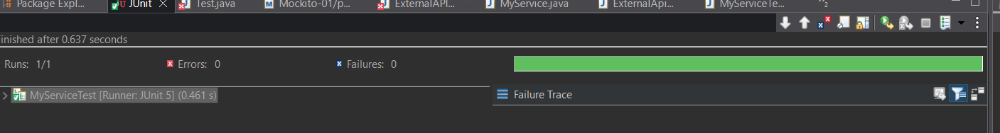 Package Expl... JUnit Test.java Mockito-01/p... ExternalAPI... MyService.java ExternalApi... MyServiceTe...
2
inished after 0.637 seconds
Runs: 1/1 Errors: 0 Failures: 0
MyServiceTest [Runner: JUnit 5] (0.461 s)
Failure Trace